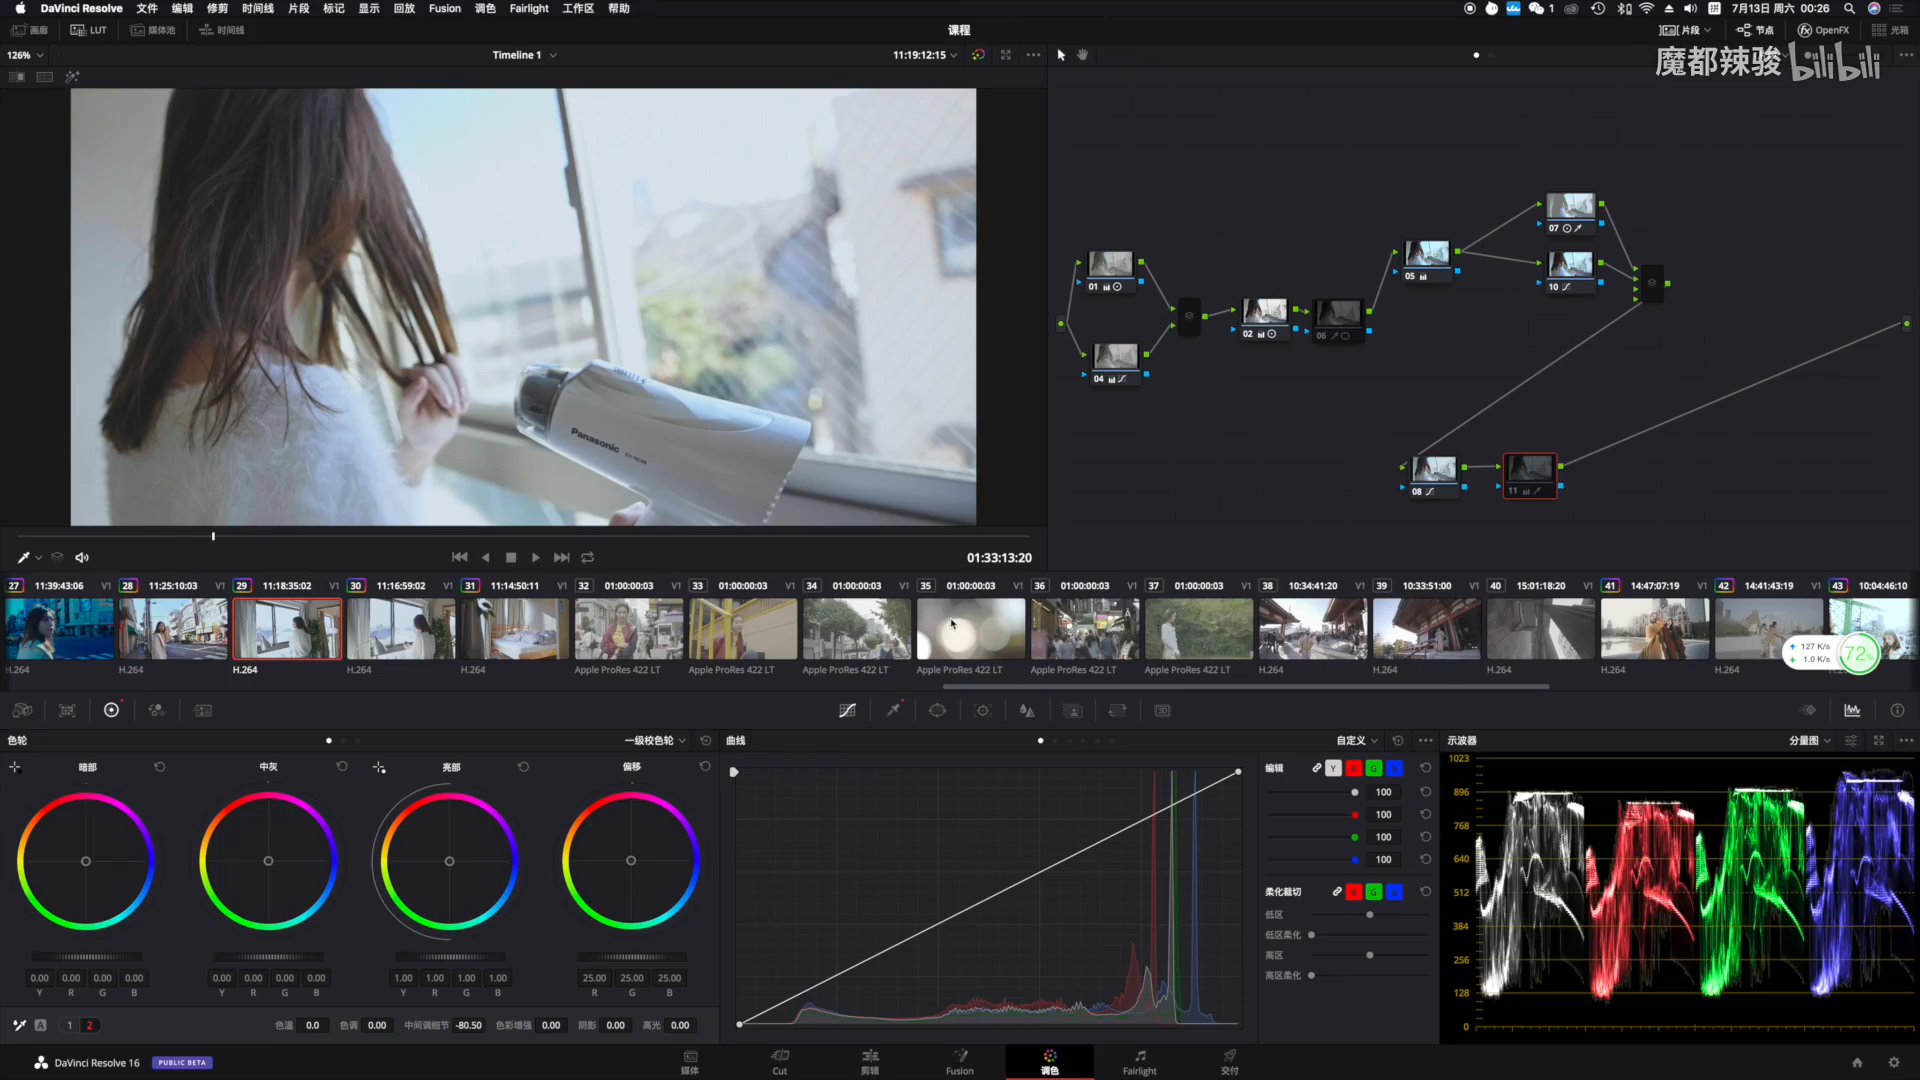 DaVinci Resolve 文件 编辑 修剪 时间线 片段 标记 显示 回放 Fusion 调色 Fairlight 工作区 帮助 1 拼 7月13日 周六 00:26
画廊 LUT 媒体池 时间线 课程 片段 节点 fx OpenFX 光箱
126% Timeline 1 11:19:12:15
魔都辣骏 bilibili
Panasonic
01 04 02 06 05 07 10 08 11
01:33:13:20
27 11:39:43:06 V1 28 11:25:10:03 V1 29 11:18:35:02 V1 30 11:16:59:02 V1 31 11:14:50:11 V1 32 01:00:00:03 V1 33 01:00:00:03 V1 34 01:00:00:03 V1 35 01:00:00:03 V1 36 01:00:00:03 V1 37 01:00:00:03 V1 38 10:34:41:20 V1 39 10:33:51:00 V1 40 15:01:18:20 V1 41 14:47:07:19 V1 42 14:41:43:19 V1 43 10:04:46:10
127 K/s
1.0 K/s
72%
H.264 H.264 H.264 H.264 H.264 Apple ProRes 422 LT Apple ProRes 422 LT Apple ProRes 422 LT Apple ProRes 422 LT Apple ProRes 422 LT Apple ProRes 422 LT H.264 H.264 H.264 H.264 H.264
色轮 一级校色轮 曲线 自定义 示波器 分量图
暗部 中灰 亮部 偏移
编辑 Y R G B
100
100
100
100
柔化裁切 R G B
低区
低区柔化
高区
高区柔化
1023
896
768
640
512
384
256
128
0
0.00 0.00 0.00 0.00 0.00 0.00 0.00 0.00 1.00 1.00 1.00 1.00 25.00 25.00 25.00
Y R G B Y R G B Y R G B R G B
A 1 2 色温 0.0 色调 0.00 中间调细节 -80.50 色彩增强 0.00 阴影 0.00 高光 0.00
DaVinci Resolve 16 PUBLIC BETA
媒体 Cut 剪辑 Fusion 调色 Fairlight 交付